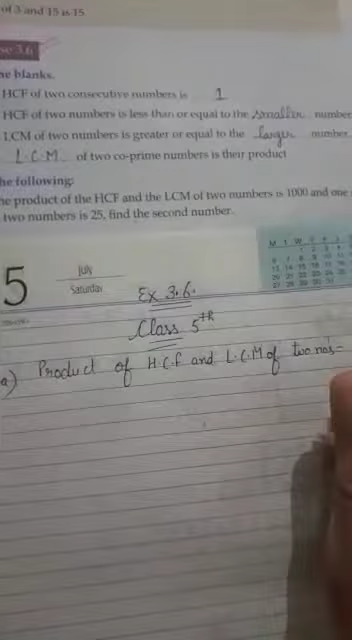 of 3 and 15 is 15
se 3.6
he blanks.
HCF of two consecutive numbers is 1
HCF of two numbers is less than or equal to the smaller number
LCM of two numbers is greater or equal to the larger number.
L.C.M. of two co-prime numbers is their product
he following:
he product of the HCF and the LCM of two numbers is 1000 and one
two numbers is 25, find the second number.
5
July
Saturday
M T W
Ex 3.6.
Class 5th
a) Product of H.C.F and L.C.M of two nos =